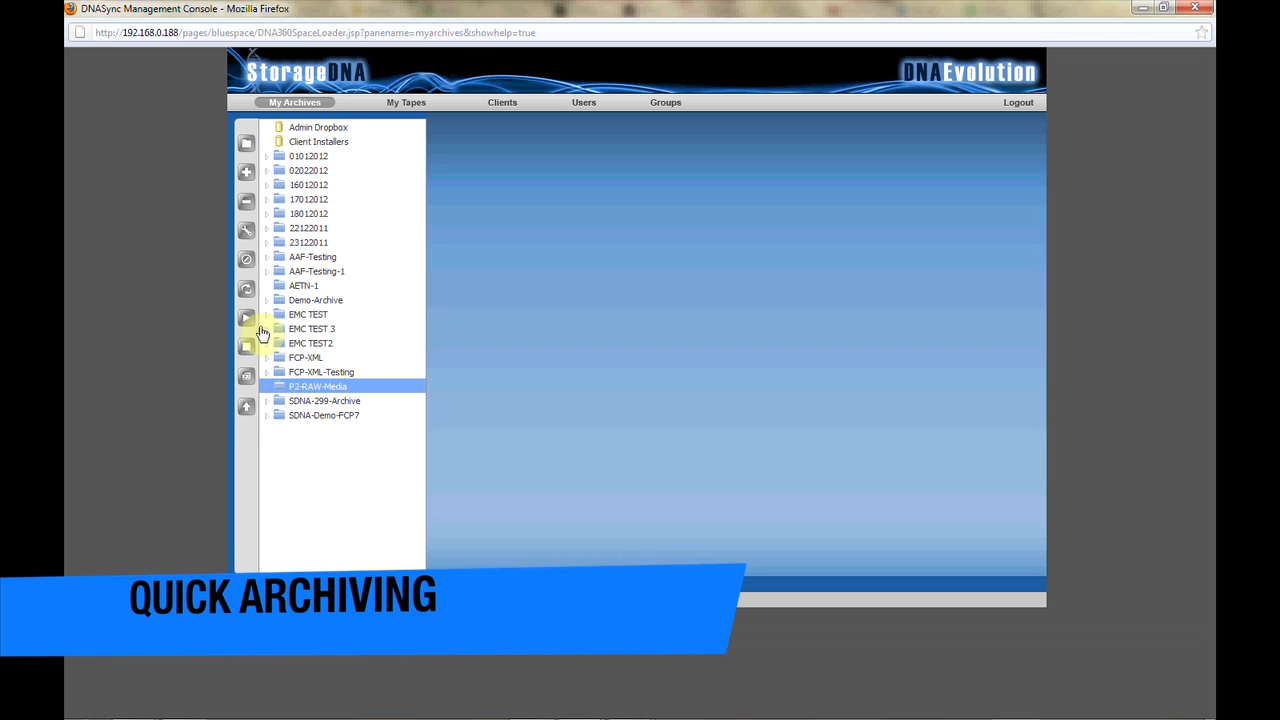 DNASync Management Console - Mozilla Firefox
http://192.168.0.188/pages/bluespace/DNA360SpaceLoader.jsp?panename=myarchives&showhelp=true
StorageDNA
DNAEvolution
My Archives
My Tapes
Clients
Users
Groups
Logout
Admin Dropbox
Client Installers
01012012
02022012
16012012
17012012
18012012
22122011
23122011
AAF-Testing
AAF-Testing-1
AETN-1
Demo-Archive
EMC TEST
EMC TEST 3
EMC TEST2
FCP-XML
FCP-XML-Testing
P2-RAW-Media
SDNA-299-Archive
SDNA-Demo-FCP7
QUICK ARCHIVING